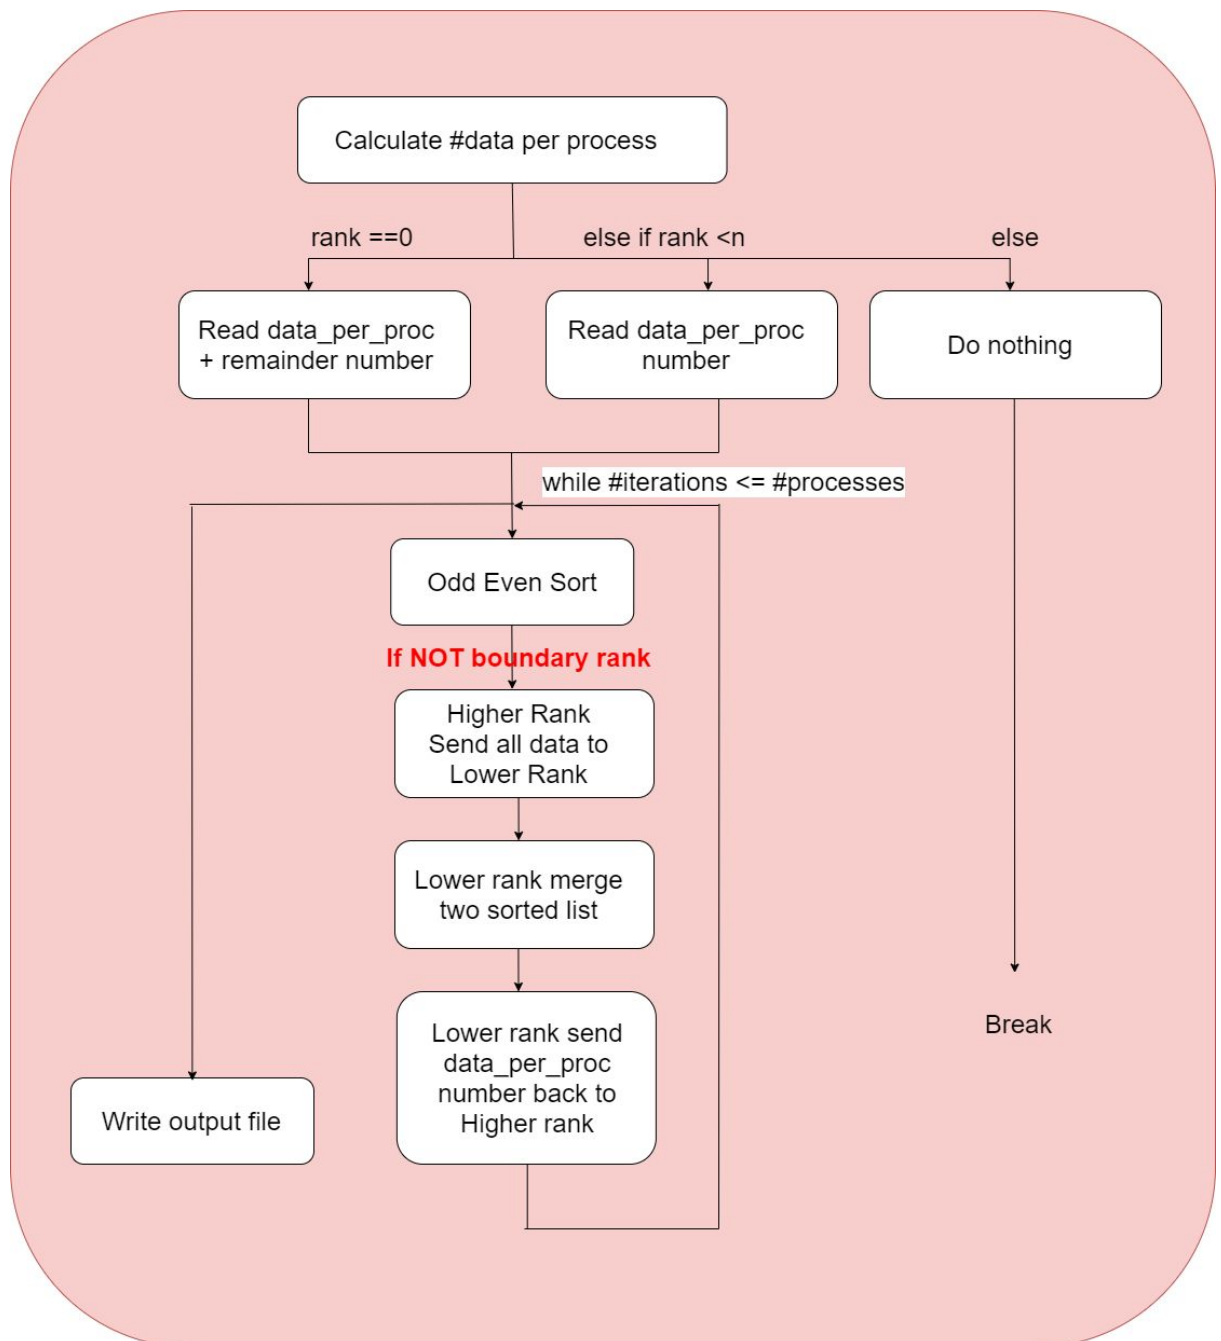 Calculate #data per process
rank ==0
else if rank <n
else
Read data_per_proc
+ remainder number
Read data_per_proc
number
Do nothing
while #iterations <= #processes
Odd Even Sort
If NOT boundary rank
Higher Rank
Send all data to
Lower Rank
Lower rank merge
two sorted list
Lower rank send
data_per_proc
number back to
Higher rank
Break
Write output file